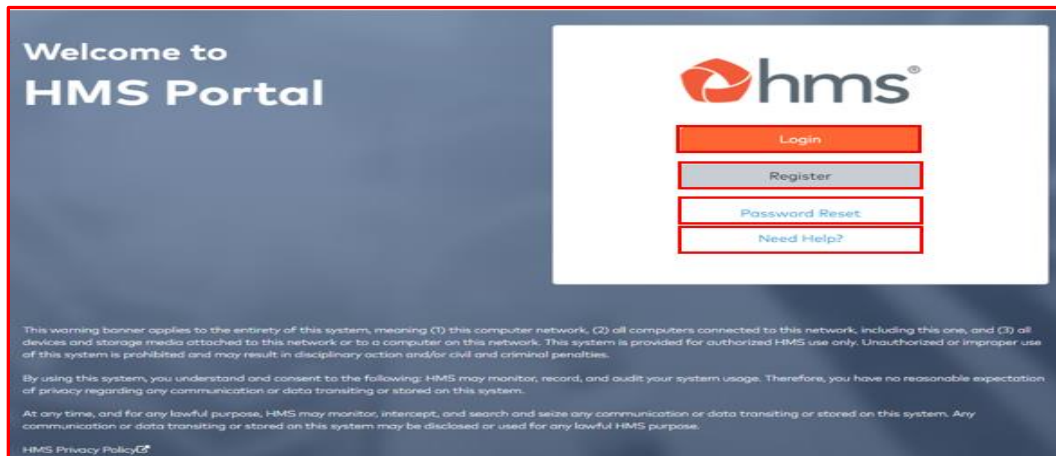 Welcome to
HMS Portal
hms®
Login
Register
Password Reset
Need Help?
This warning banner applies to the entirety of this system, meaning (1) this computer network, (2) all computers connected to this network, including this one, and (3) all
devices and storage media attached to this network or to a computer on this network. This system is provided for authorized HMS use only. Unauthorized or improper use
of this system is prohibited and may result in disciplinary action and/or civil and criminal penalties.
By using this system, you understand and consent to the following: HMS may monitor, record, and audit your system usage. Therefore, you have no reasonable expectation
of privacy regarding any communication or data transiting or stored on this system.
At any time, and for any lawful purpose, HMS may monitor, intercept, and search and seize any communication or data transiting or stored on this system. Any
communication or data transiting or stored on this system may be disclosed or used for any lawful HMS purpose.
HMS Privacy Policy